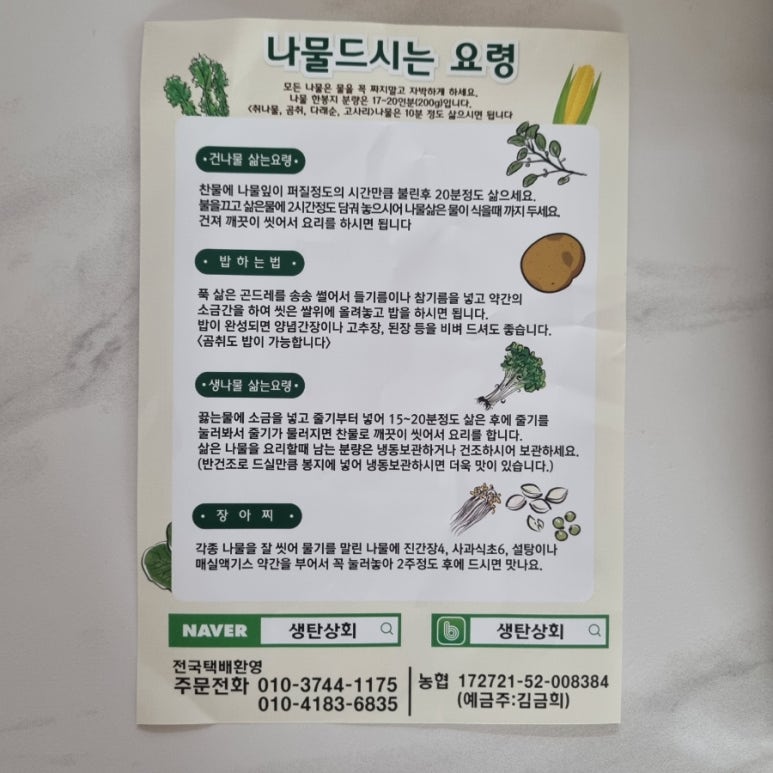 나물드시는 요령
모든 나물은 물을 꼭 짜지말고 자박하게 하세요.
나물 한봉지 분량은 17~20인분(200g)입니다.
<취나물, 곰취, 다래순, 고사리>나물은 10분 정도 삶으시면 됩니다
•건나물 삶는요령•
찬물에 나물잎이 퍼질정도의 시간만큼 불린후 20분정도 삶으세요.
불을끄고 삶은물에 2시간정도 담궈 놓으시어 나물삶은 물이 식을때 까지 두세요.
건져 깨끗이 씻어서 요리를 하시면 됩니다
• 밥 하 는 법 •
푹 삶은 곤드레를 송송 썰어서 들기름이나 참기름을 넣고 약간의
소금간을 하여 씻은 쌀위에 올려놓고 밥을 하시면 됩니다.
밥이 완성되면 양념간장이나 고추장, 된장 등을 비벼 드셔도 좋습니다.
<곰취도 밥이 가능합니다>
•생나물 삶는요령•
끓는물에 소금을 넣고 줄기부터 넣어 15~20분정도 삶은 후에 줄기를
눌러봐서 줄기가 물러지면 찬물로 깨끗이 씻어서 요리를 합니다.
삶은 나물을 요리할때 남는 분량은 냉동보관하거나 건조하시어 보관하세요.
(반건조로 드실만큼 봉지에 넣어 냉동보관하시면 더욱 맛이 있습니다.)
• 장 아 찌 •
각종 나물을 잘 씻어 물기를 말린 나물에 진간장4, 사과식초6, 설탕이나
매실액기스 약간을 부어서 꼭 눌러놓아 2주정도 후에 드시면 맛나요.
NAVER 생탄상회
b 생탄상회
전국택배환영
주문전화 010-3744-1175
010-4183-6835
농협 172721-52-008384
(예금주:김금희)